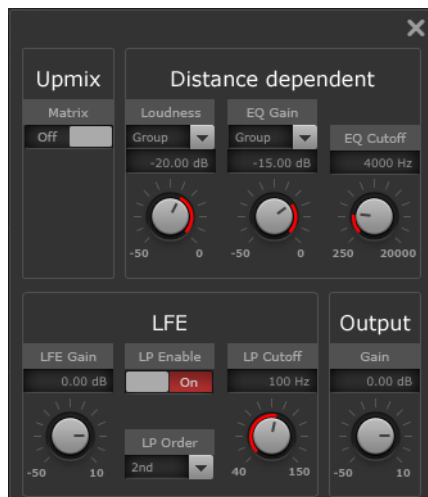 Upmix
Matrix
Off
Distance dependent
Loudness
Group
-20.00 dB
-50 0
EQ Gain
Group
-15.00 dB
-50 0
EQ Cutoff
4000 Hz
250 20000
LFE
LFE Gain
0.00 dB
-50 10
LP Enable
On
LP Order
2nd
LP Cutoff
100 Hz
40 150
Output
Gain
0.00 dB
-50 10